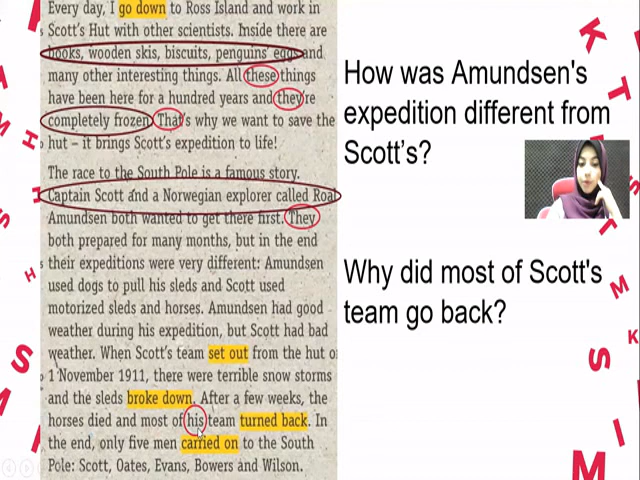 Every day, I go down to Ross Island and work in
Scott's Hut with other scientists. Inside there are
books, wooden skis, biscuits, penguins' eggs and
many other interesting things. All these things
have been here for a hundred years and they're
completely frozen. That's why we want to save the
hut – it brings Scott's expedition to life!
The race to the South Pole is a famous story.
Captain Scott and a Norwegian explorer called Roal
Amundsen both wanted to get there first. They
both prepared for many months, but in the end
their expeditions were very different: Amundsen
used dogs to pull his sleds and Scott used
motorized sleds and horses. Amundsen had good
weather during his expedition, but Scott had bad
weather. When Scott's team set out from the hut o
1 November 1911, there were terrible snow storms
and the sleds broke down. After a few weeks, the
horses died and most of his team turned back. In
the end, only five men carried on to the South
Pole: Scott, Oates, Evans, Bowers and Wilson.
How was Amundsen's
expedition different from
Scott's?
Why did most of Scott's
team go back?